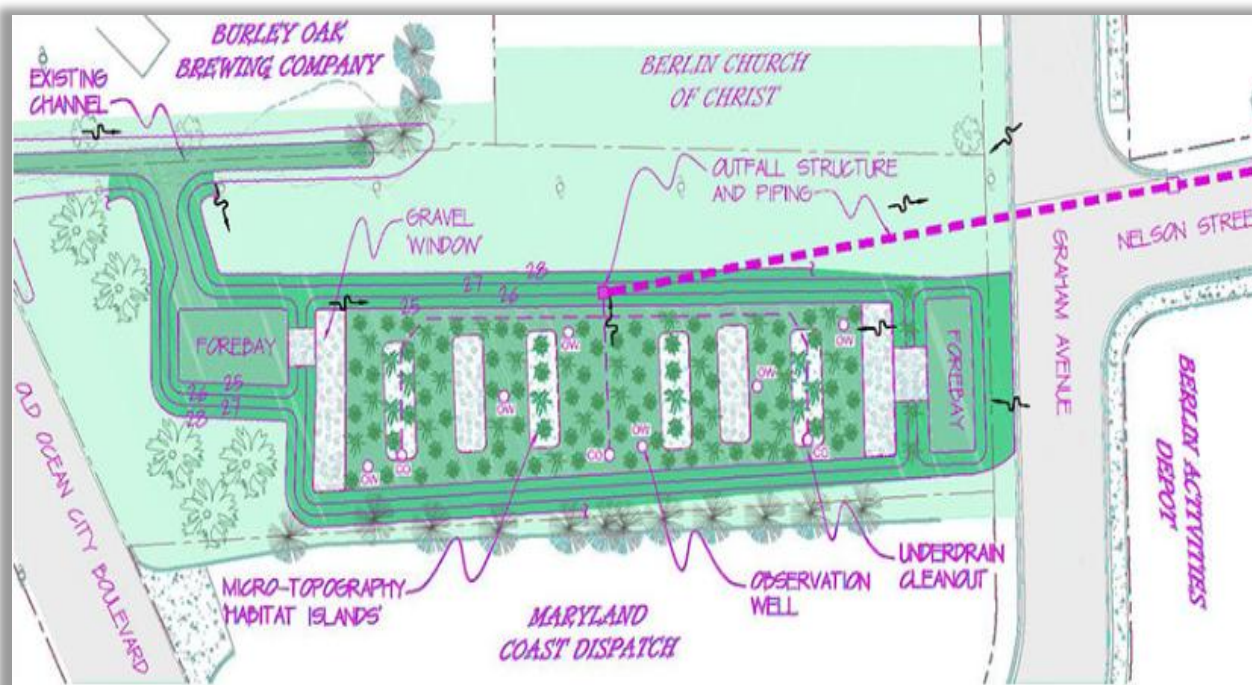 BURLEY OAK
BREWING COMPANY
EXISTING
CHANNEL
BERLIN CHURCH
OF CHRIST
OUTFALL STRUCTURE
AND PIPING
GRAVEL
'WINDOW'
NELSON STREE
GRAHAM AVENUE
28
27
26
25
FOREBAY
FOREBAY
25
26
27
28
OW
OW
OW
OW
OW
OW
CO
CO
CO
OLD OCEAN CITY BOULEVARD
BERLIN ACTIVITIES
DEPOT
MICRO-TOPOGRAPHY
'HABITAT ISLANDS'
OBSERVATION
WELL
UNDERDRAIN
CLEANOUT
MARYLAND
COAST DISPATCH